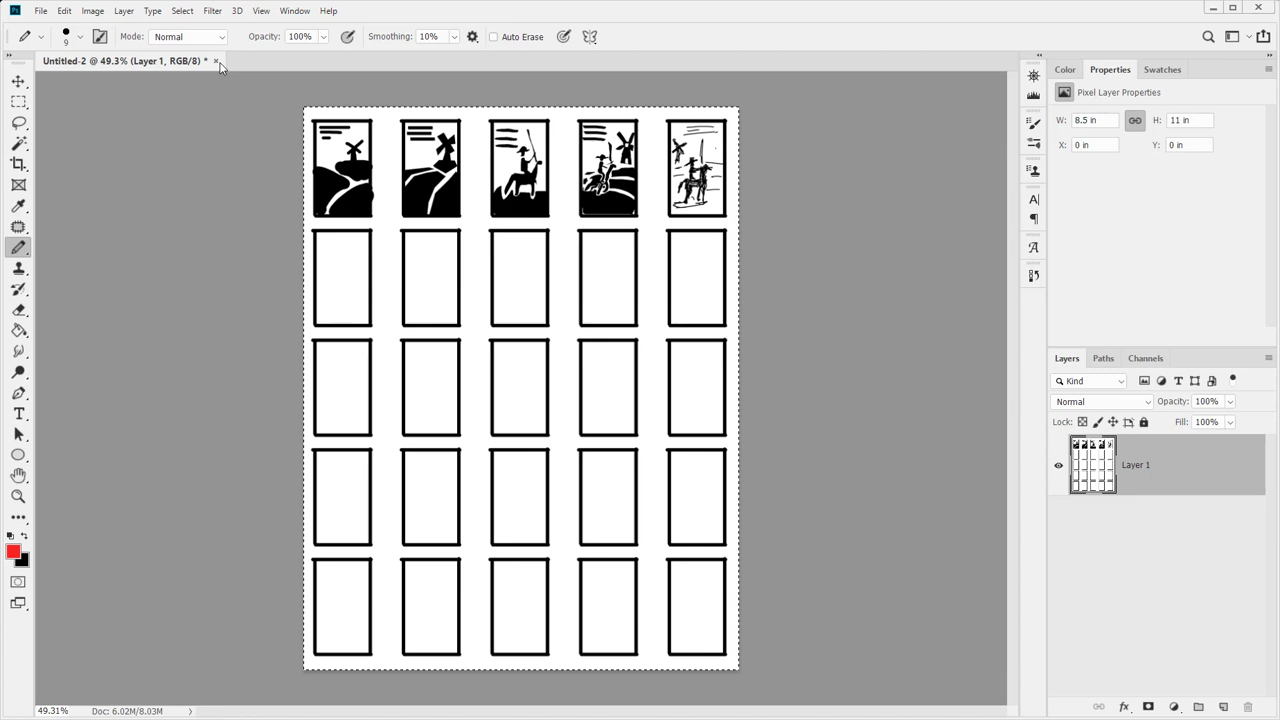 Ps File Edit Image Layer Type Select Filter 3D View Window Help
9 Mode: Normal Opacity: 100% Smoothing: 10% Auto Erase
Untitled-2 @ 49.3% (Layer 1, RGB/8) * ×
Color Properties Swatches
Pixel Layer Properties
W: 8.5 in H: 11 in
X: 0 in Y: 0 in
Layers Paths Channels
Kind
Normal Opacity: 100%
Lock: Fill: 100%
Layer 1
49.31% Doc: 6.02M/8.03M